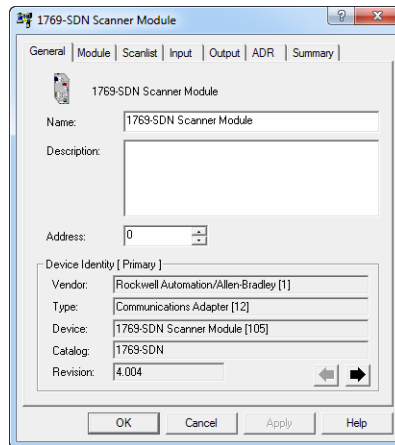 1769-SDN Scanner Module
General Module Scanlist Input Output ADR Summary
1769-SDN Scanner Module
Name: 1769-SDN Scanner Module
Description:
Address: 0
Device Identity [ Primary ]
Vendor: Rockwell Automation/Allen-Bradley [1]
Type: Communications Adapter [12]
Device: 1769-SDN Scanner Module [105]
Catalog: 1769-SDN
Revision: 4.004
OK Cancel Apply Help